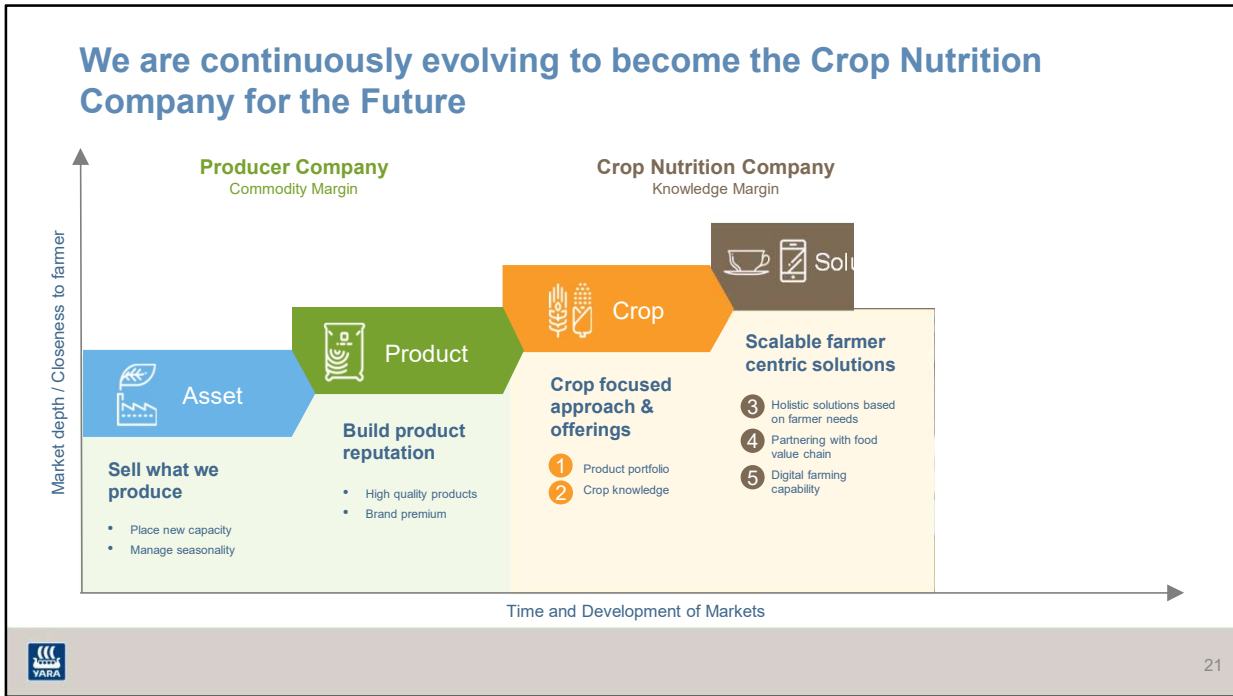 We are continuously evolving to become the Crop Nutrition
Company for the Future
Producer Company
Commodity Margin
Crop Nutrition Company
Knowledge Margin
Market depth / Closeness to farmer
Asset
Product
Crop
Solu
Sell what we
produce
• Place new capacity
• Manage seasonality
Build product
reputation
• High quality products
• Brand premium
Crop focused
approach &
offerings
1 Product portfolio
2 Crop knowledge
Scalable farmer
centric solutions
3 Holistic solutions based
on farmer needs
4 Partnering with food
value chain
5 Digital farming
capability
Time and Development of Markets
YARA
21